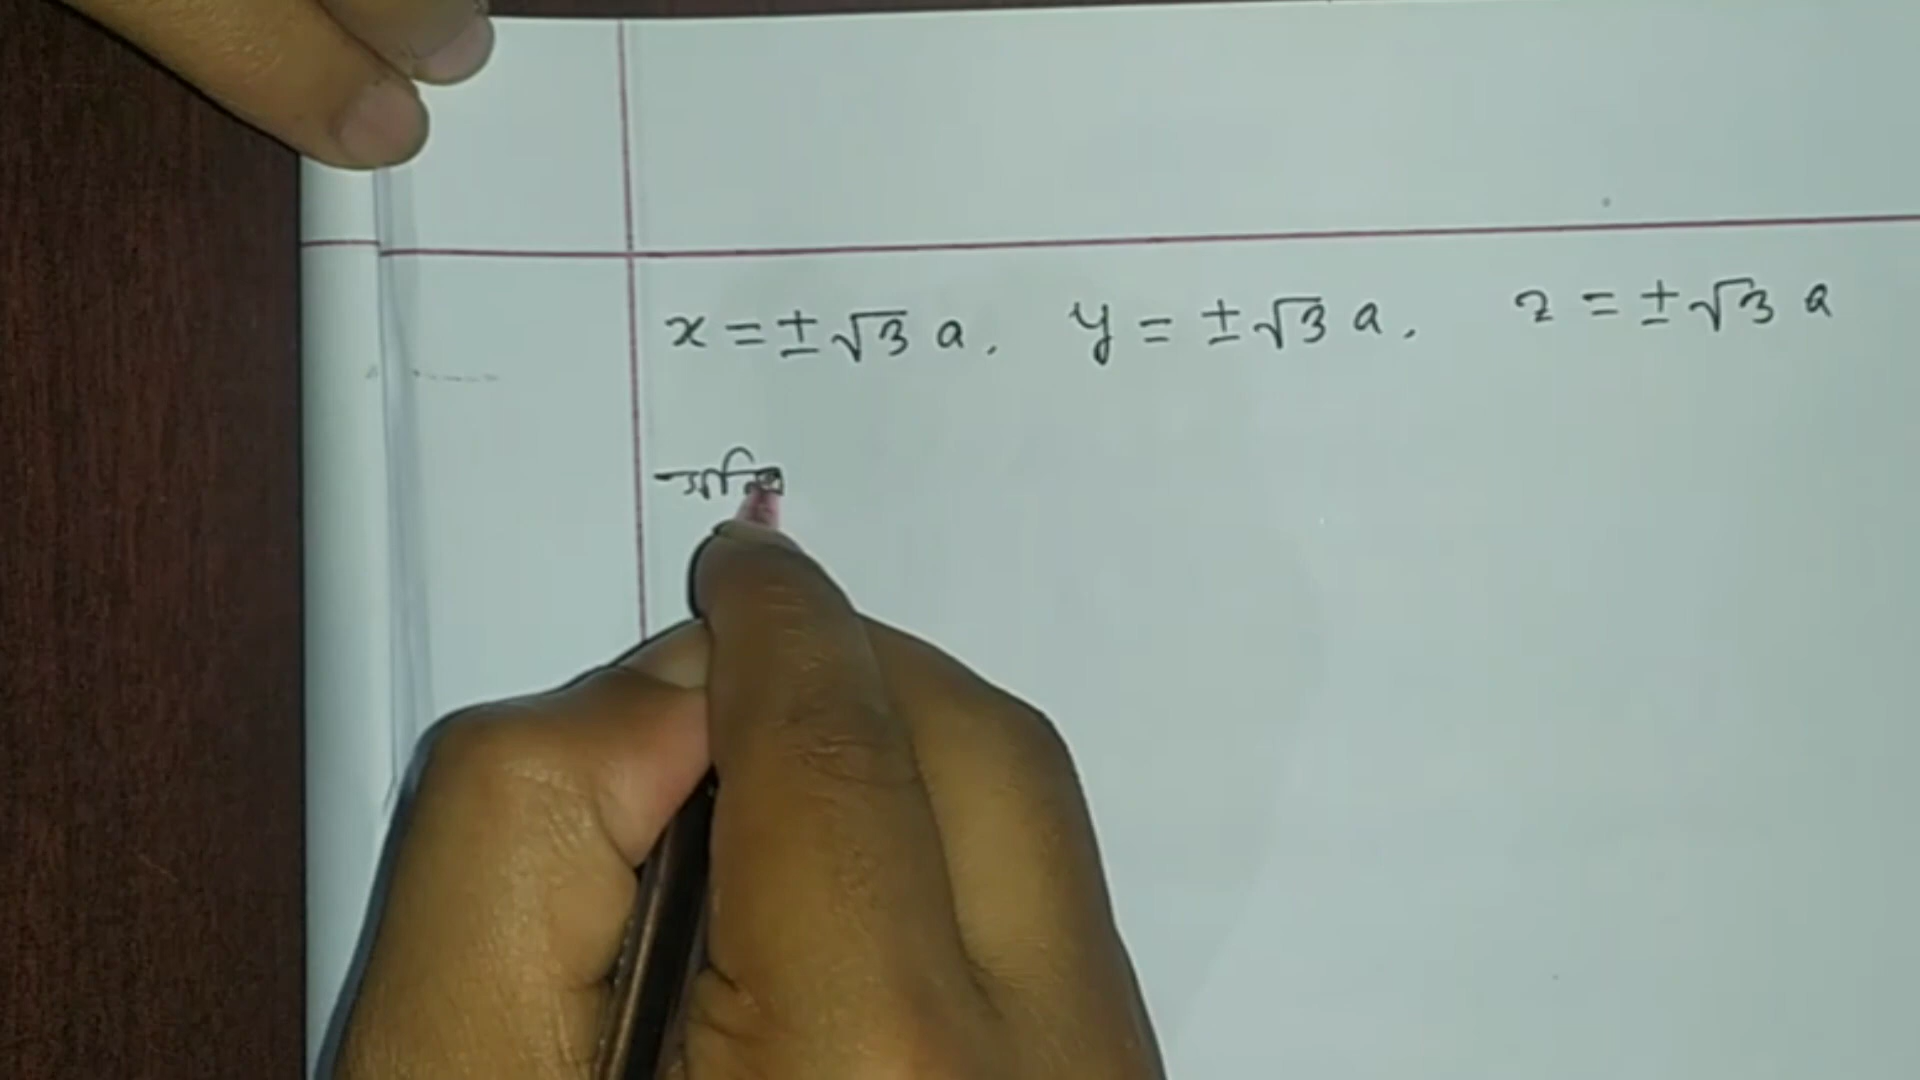 x = ± √3 a, y = ± √3 a, z = ± √3 a